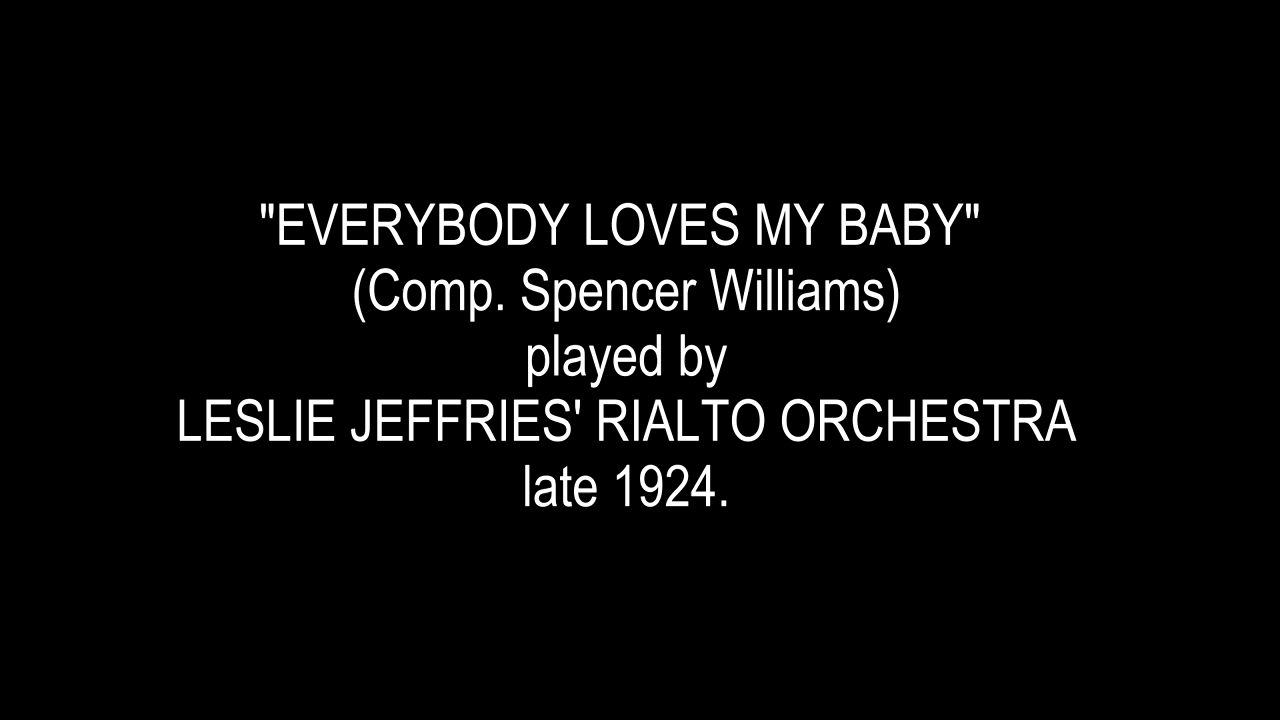 "EVERYBODY LOVES MY BABY"
(Comp. Spencer Williams)
played by
LESLIE JEFFRIES' RIALTO ORCHESTRA
late 1924.